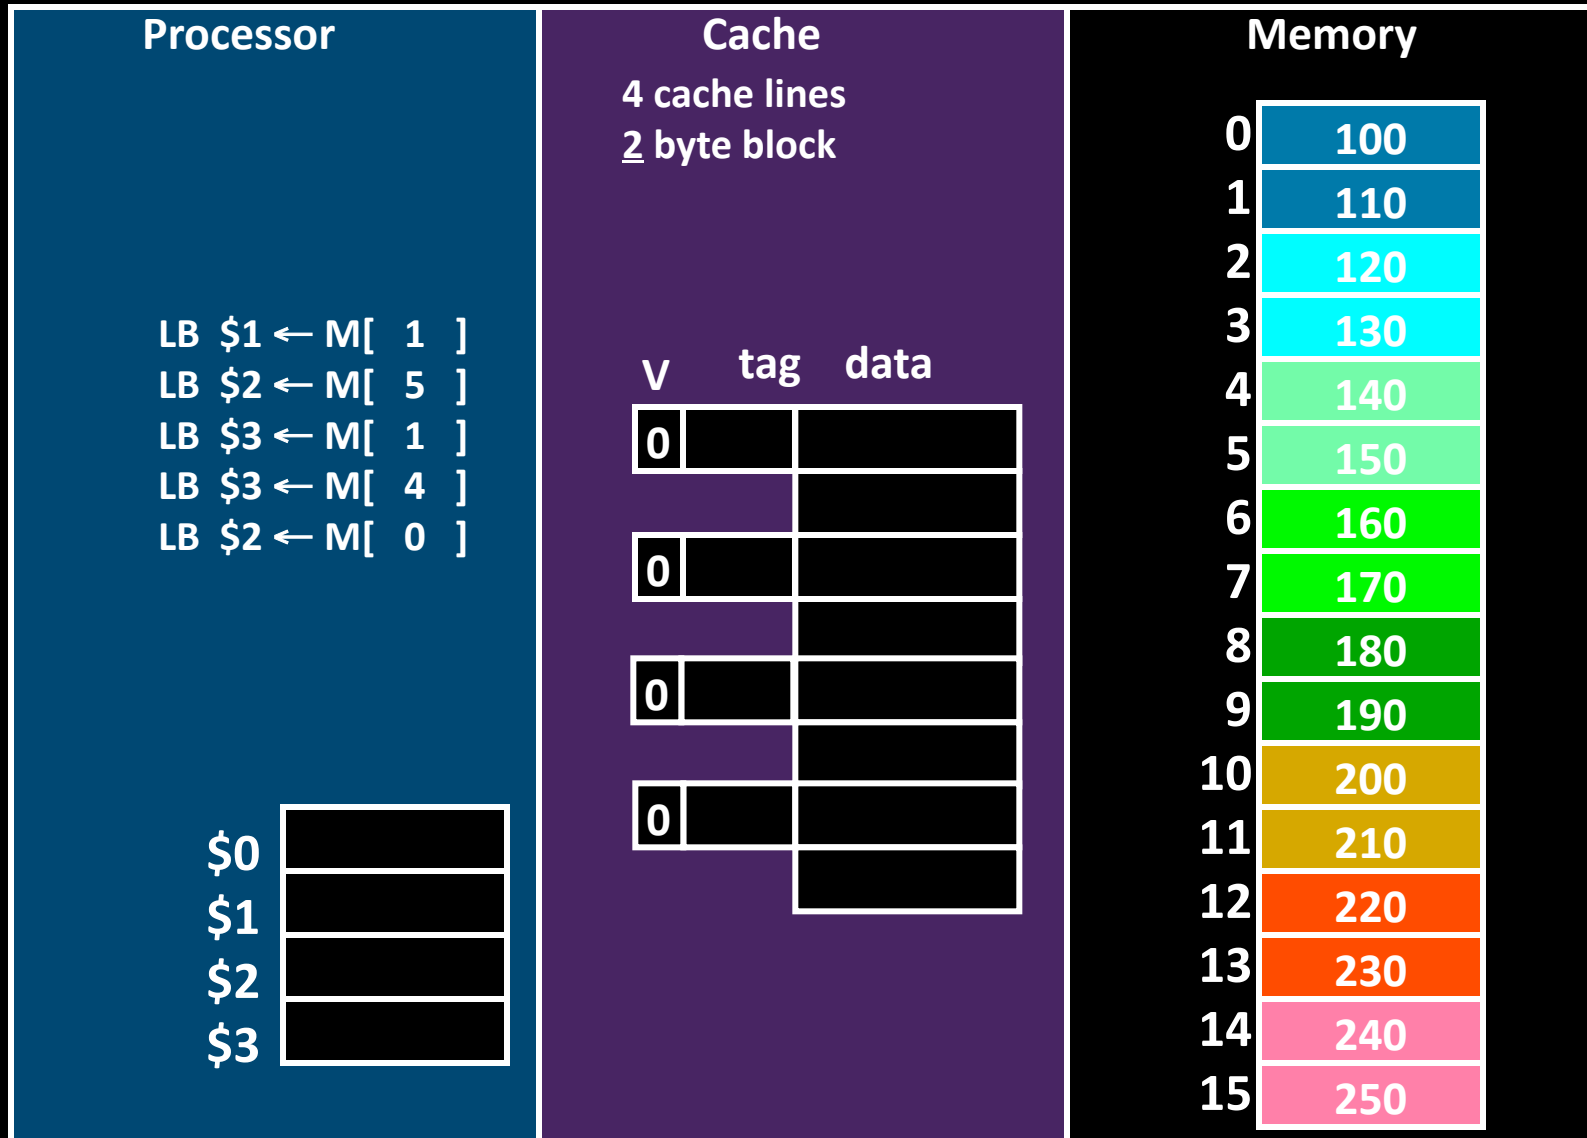 Processor
LB $1 ← M[ 1 ]
LB $2 ← M[ 5 ]
LB $3 ← M[ 1 ]
LB $3 ← M[ 4 ]
LB $2 ← M[ 0 ]
$0
$1
$2
$3
Cache
4 cache lines
2 byte block
V tag data
0
0
0
0
Memory
0 100
1 110
2 120
3 130
4 140
5 150
6 160
7 170
8 180
9 190
10 200
11 210
12 220
13 230
14 240
15 250